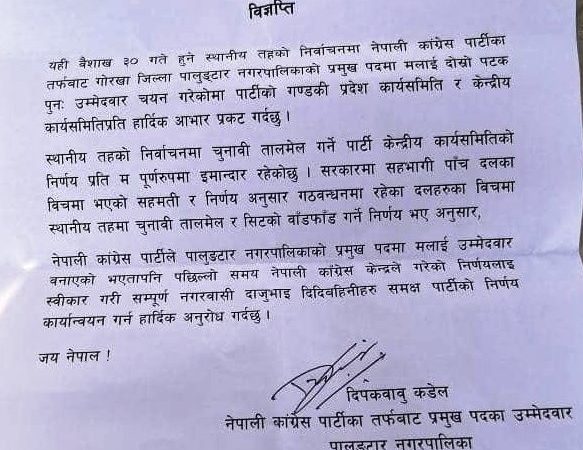 विज्ञप्ति
यही बैशाख ३० गते हुने स्थानीय तहको निर्वाचनमा नेपाली कांग्रेस पार्टीका
तर्फबाट गोरखा जिल्ला पालुङ्टार नगरपालिकाको प्रमुख पदमा मलाई दोस्रो पटक
पुनः उम्मेदवार चयन गरेकोमा पार्टीको गण्डकी प्रदेश कार्यसमिति र केन्द्रीय
कार्यसमितिप्रति हार्दिक आभार प्रकट गर्दछु ।
स्थानीय तहको निर्वाचनमा चुनावी तालमेल गर्ने पार्टी केन्द्रीय कार्यसमितिको
निर्णय प्रति म पूर्णरुपमा इमान्दार रहेकोछु । सरकारमा सहभागी पाँच दलका
विचमा भएको सहमती र निर्णय अनुसार गठवन्धनमा रहेका दलहरुका विचमा
स्थानीय तहमा चुनावी तालमेल र सिटको वाँडफाँड गर्ने निर्णय भए अनुसार,
नेपाली कांग्रेस पार्टीले पालुङटार नगरपालिकाको प्रमुख पदमा मलाई उम्मेदवार
बनाएको भएतापनि पछिल्लो समय नेपाली कांग्रेस केन्द्रले गरेको निर्णयलाइ
स्वीकार गरी सम्पूर्ण नगरवासी दाजुभाइ दिदिवहिनीहरु समक्ष पार्टीको निर्णय
कार्यान्वयन गर्न हार्दिक अनुरोध गर्दछु ।
जय नेपाल !
दिपकवावु कडेल
नेपाली कांग्रेस पार्टीका तर्फबाट प्रमुख पदका उम्मेदवार
पालुङटार नगरपालिका